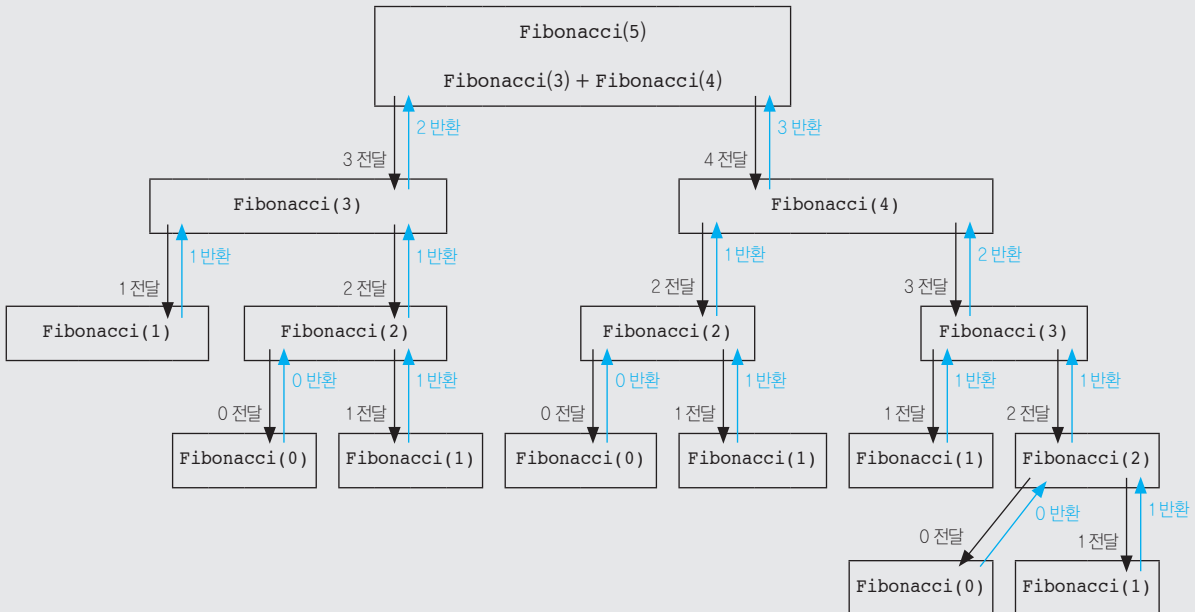 Fibonacci(5)
Fibonacci(3) + Fibonacci(4)
2 반환
3 반환
3 전달
4 전달
Fibonacci(3)
Fibonacci(4)
1 반환
1 반환
1 반환
2 반환
1 전달
2 전달
2 전달
3 전달
Fibonacci(1)
Fibonacci(2)
Fibonacci(2)
Fibonacci(3)
0 반환
1 반환
0 반환
1 반환
1 반환
1 반환
0 전달
1 전달
0 전달
1 전달
1 전달
2 전달
Fibonacci(0)
Fibonacci(1)
Fibonacci(0)
Fibonacci(1)
Fibonacci(1)
Fibonacci(2)
0 반환
1 반환
0 전달
1 전달
Fibonacci(0)
Fibonacci(1)